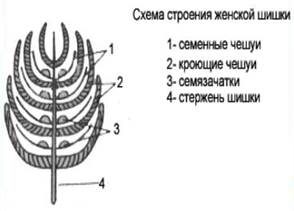 Схема строения женской шишки
1- семенные чешуи
2- кроющие чешуи
3- семязачатки
4- стержень шишки
1
2
3
4